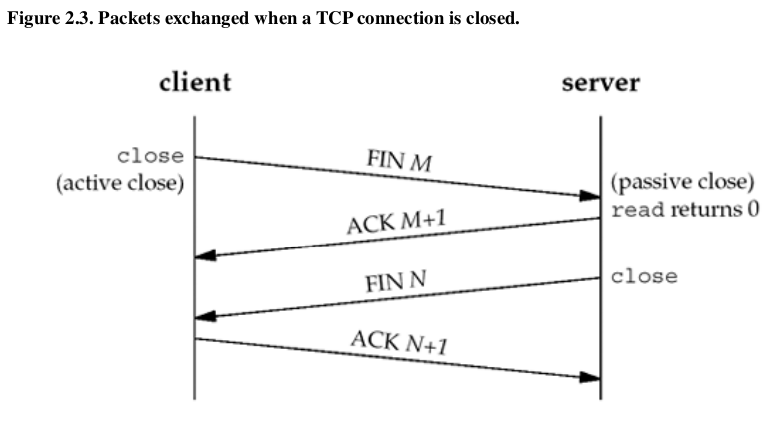 Figure 2.3. Packets exchanged when a TCP connection is closed.
client
server
close
(active close)
FIN M
(passive close)
read returns 0
ACK M+1
FIN N
close
ACK N+1